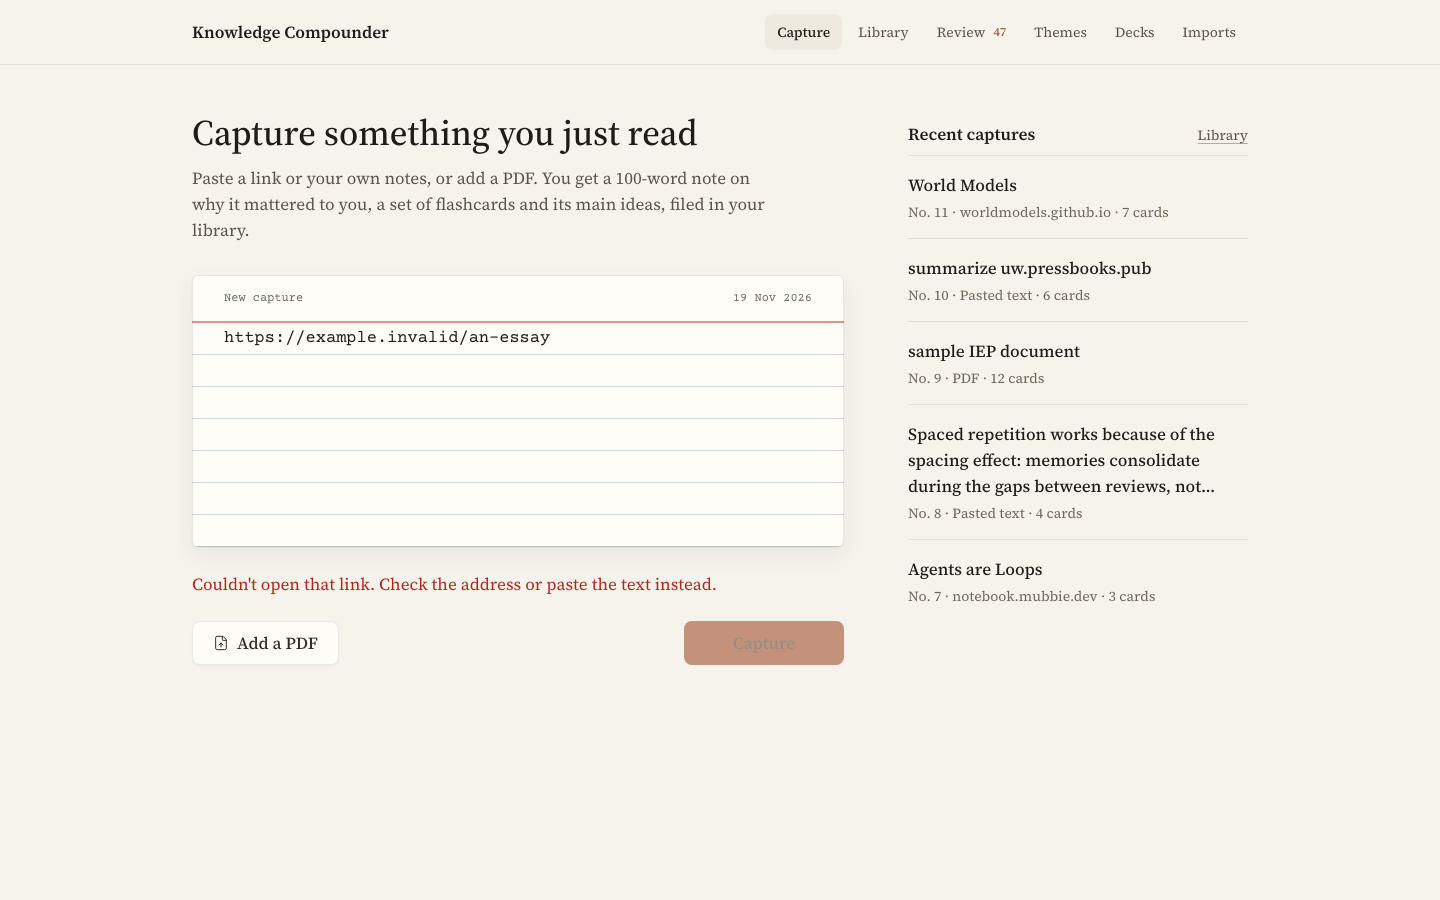 Knowledge Compounder
Capture
Library
Review 47
Themes
Decks
Imports
Capture something you just read
Paste a link or your own notes, or add a PDF. You get a 100-word note on
why it mattered to you, a set of flashcards and its main ideas, filed in your
library.
New capture
19 Nov 2026
https://example.invalid/an-essay
Couldn't open that link. Check the address or paste the text instead.
Add a PDF
Capture
Recent captures
Library
World Models
No. 11 · worldmodels.github.io · 7 cards
summarize uw.pressbooks.pub
No. 10 · Pasted text · 6 cards
sample IEP document
No. 9 · PDF · 12 cards
Spaced repetition works because of the
spacing effect: memories consolidate
during the gaps between reviews, not...
No. 8 · Pasted text · 4 cards
Agents are Loops
No. 7 · notebook.mubbie.dev · 3 cards